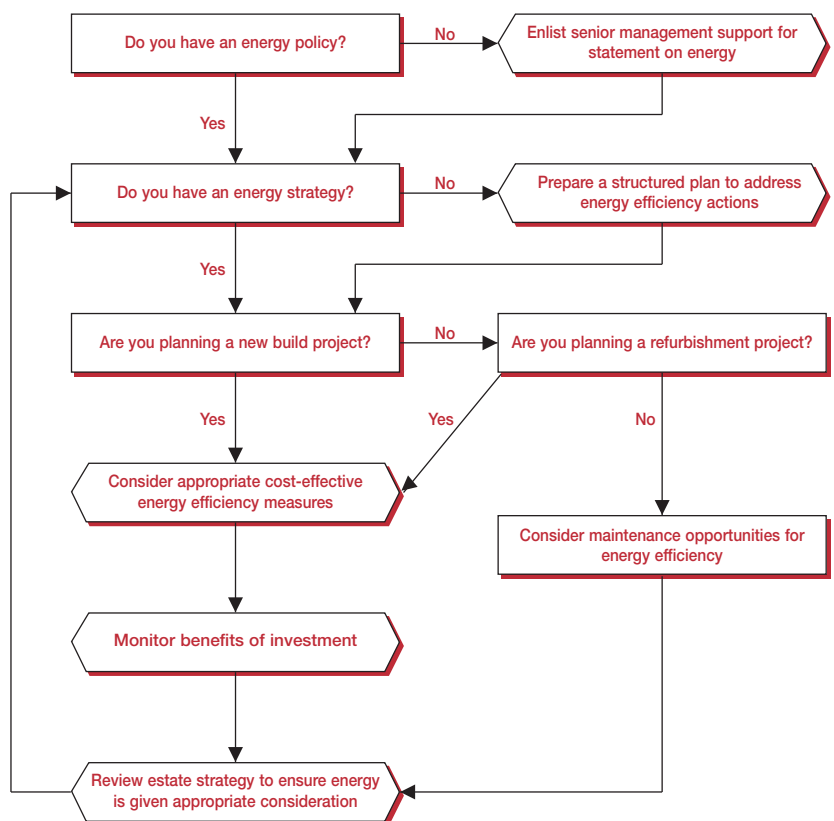 Do you have an energy policy?
No
Enlist senior management support for
statement on energy
Yes
Do you have an energy strategy?
No
Prepare a structured plan to address
energy efficiency actions
Yes
Are you planning a new build project?
No
Are you planning a refurbishment project?
Yes
Yes
No
Consider appropriate cost-effective
energy efficiency measures
Consider maintenance opportunities for
energy efficiency
Monitor benefits of investment
Review estate strategy to ensure energy
is given appropriate consideration